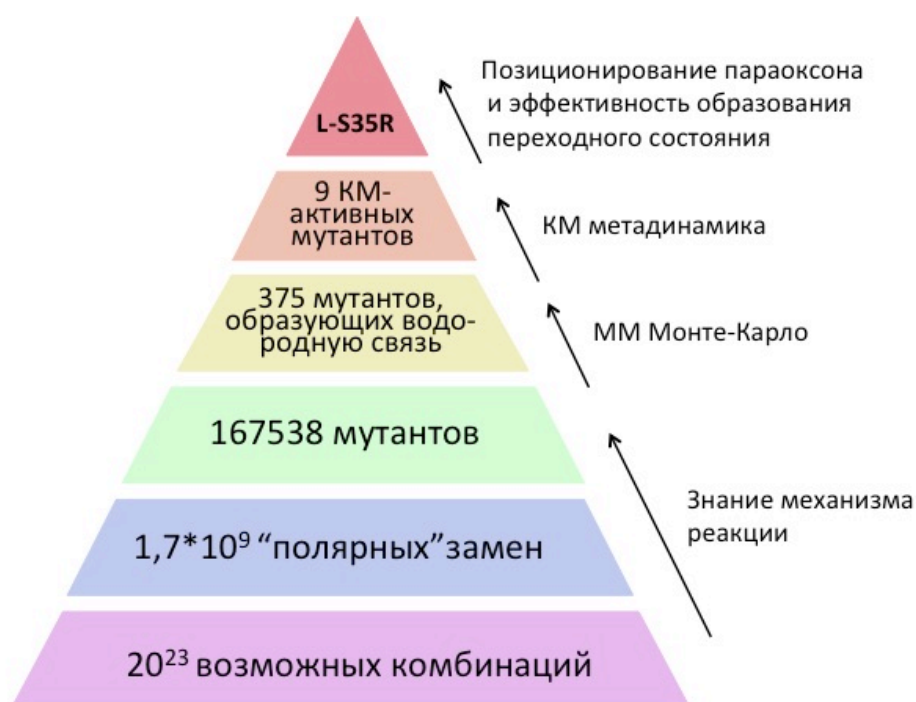 Позиционирование параоксона
и эффективность образования
переходного состояния
L-S35R
9 КМ-
активных
мутантов
КМ метадинамика
375 мутантов,
образующих водо-
родную связь
ММ Монте-Карло
167538 мутантов
Знание механизма
реакции
1,7*10⁹ “полярных”замен
20²³ возможных комбинаций